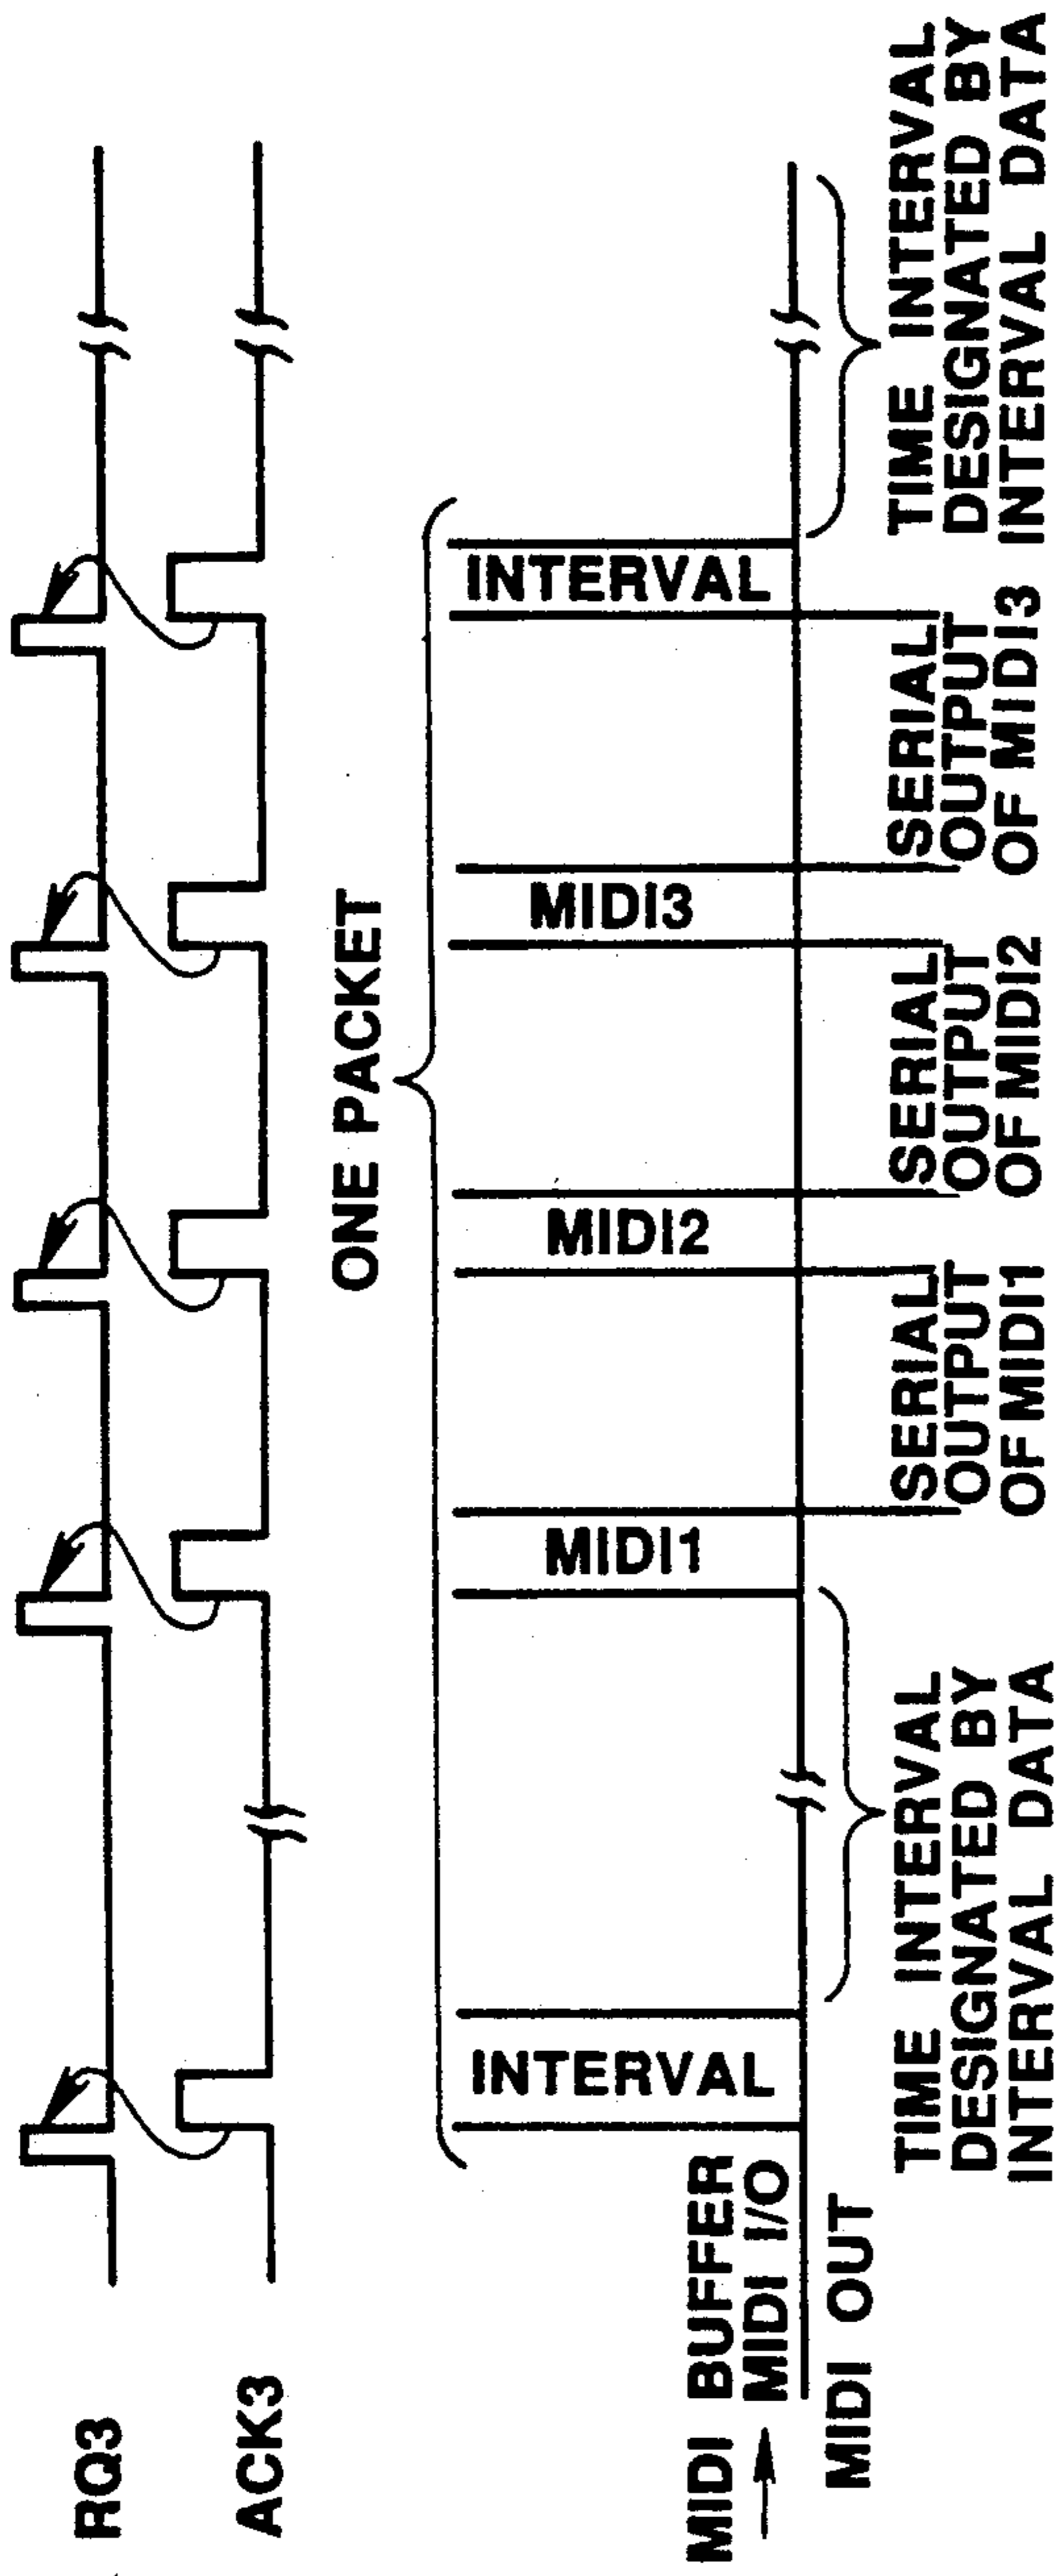 RQ3
ACK3
ONE PACKET
MIDI BUFFER
→ MIDI I/O
INTERVAL
MIDI1
MIDI2
MIDI3
INTERVAL
MIDI OUT
TIME INTERVAL
DESIGNATED BY
INTERVAL DATA
SERIAL
OUTPUT
OF MIDI1
SERIAL
OUTPUT
OF MIDI2
SERIAL
OUTPUT
OF MIDI3
TIME INTERVAL
DESIGNATED BY
INTERVAL DATA